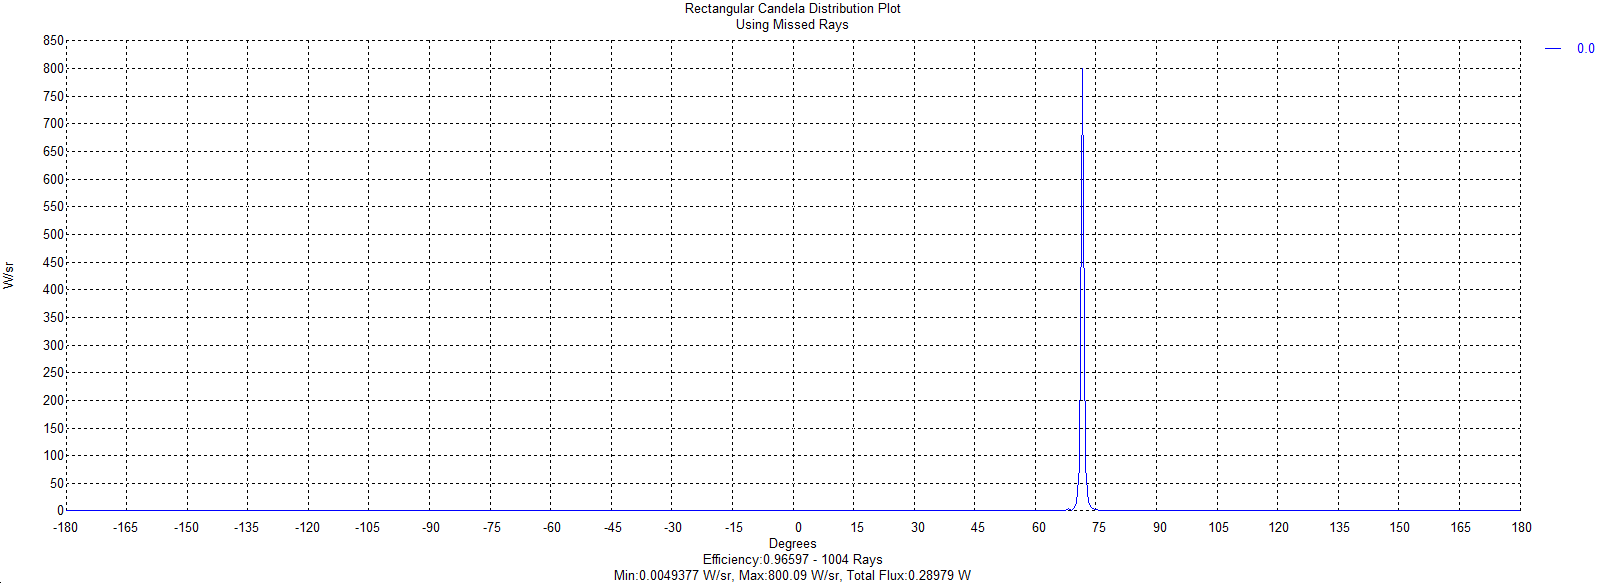 Rectangular Candela Distribution Plot
Using Missed Rays
850
800
750
700
650
600
550
500
450
400
350
300
250
200
150
100
50
0
W/sr
-180 -165 -150 -135 -120 -105 -90 -75 -60 -45 -30 -15 0 15 30 45 60 75 90 105 120 135 150 165 180
Degrees
Efficiency:0.96597 - 1004 Rays
Min:0.0049377 W/sr, Max:800.09 W/sr, Total Flux:0.28979 W
0.0